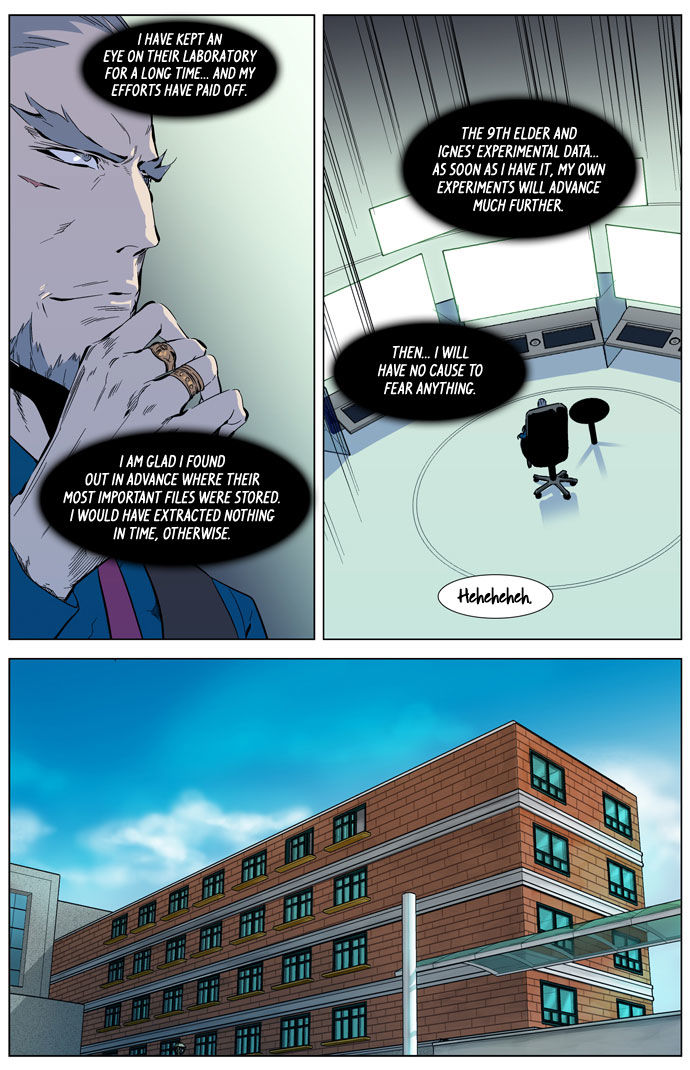 I HAVE KEPT AN
EYE ON THEIR LABORATORY
FOR A LONG TIME... AND MY
EFFORTS HAVE PAID OFF.
I AM GLAD I FOUND
OUT IN ADVANCE WHERE THEIR
MOST IMPORTANT FILES WERE STORED.
I WOULD HAVE EXTRACTED NOTHING
IN TIME, OTHERWISE.
THE 9TH ELDER AND
IGNES' EXPERIMENTAL DATA...
AS SOON AS I HAVE IT, MY OWN
EXPERIMENTS WILL ADVANCE
MUCH FURTHER.
THEN... I WILL
HAVE NO CAUSE TO
FEAR ANYTHING.
Heheheheh.